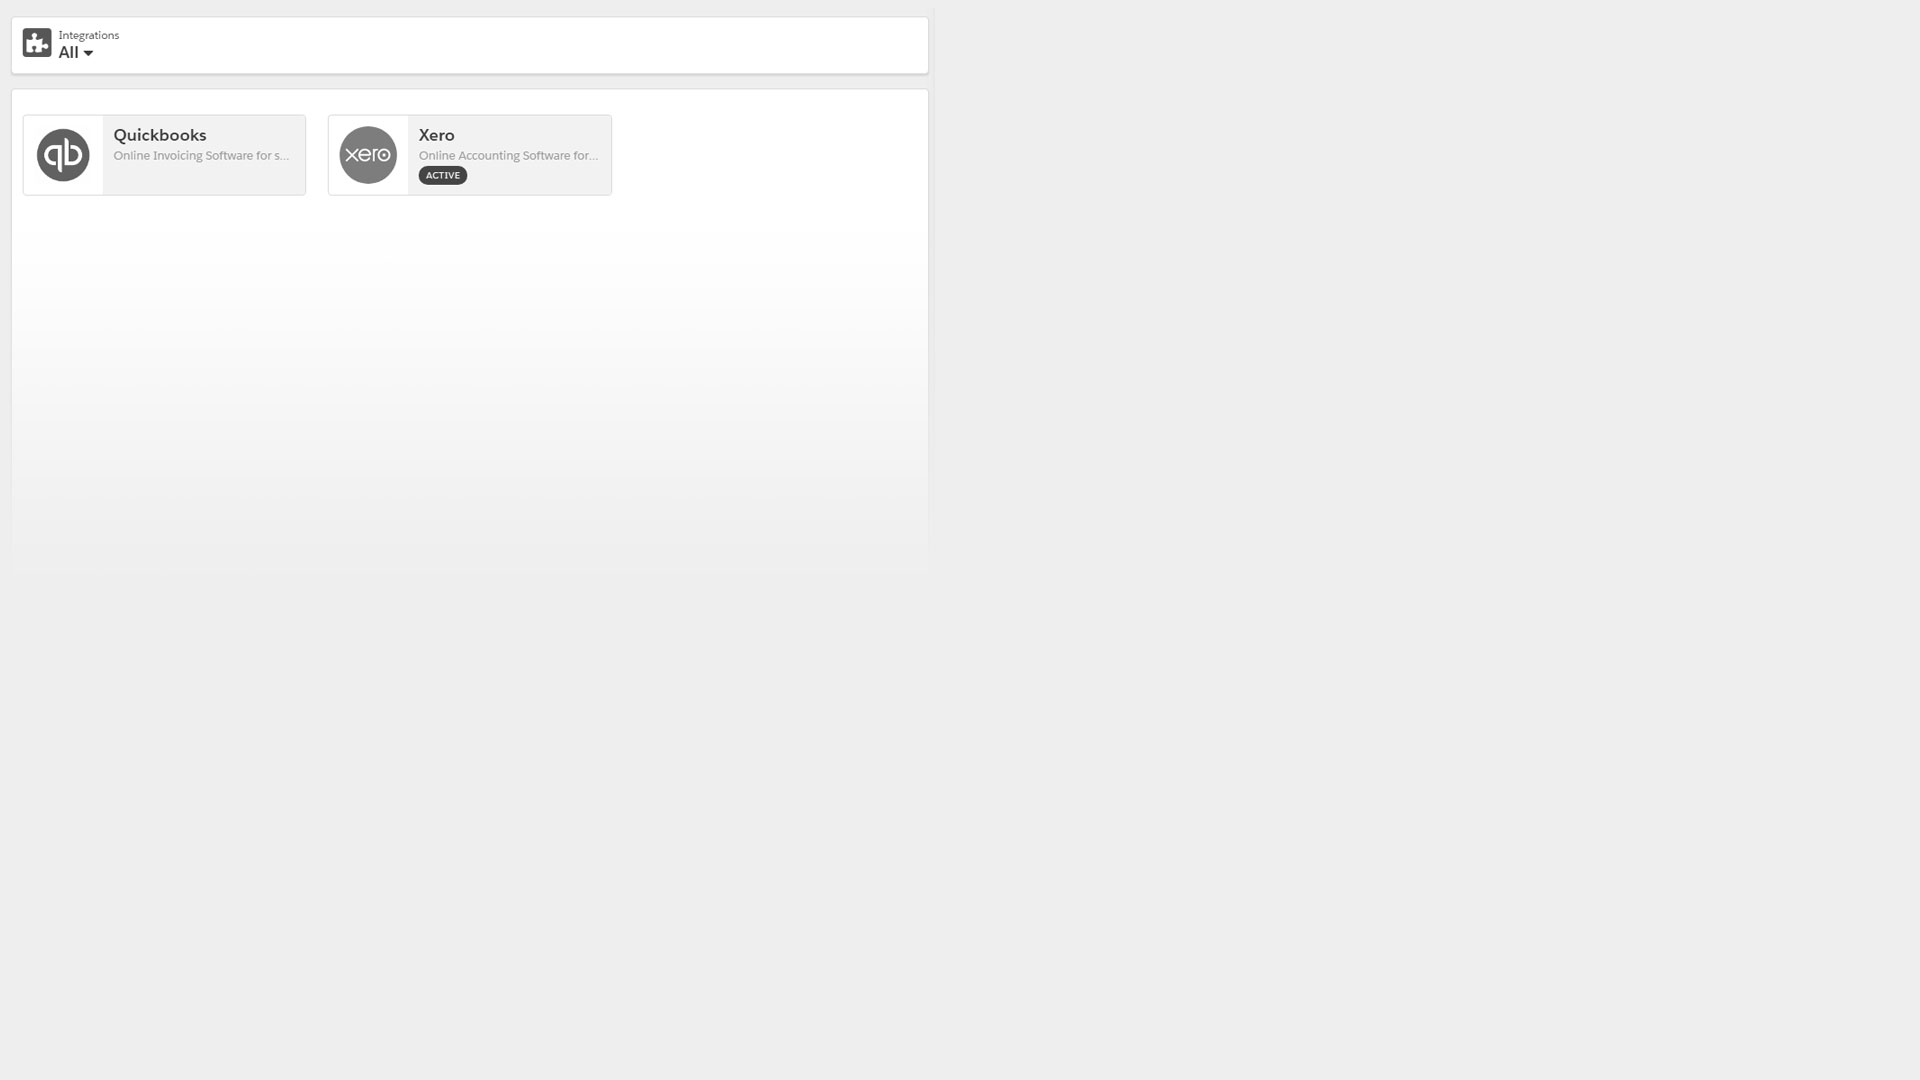 Integrations
All
Quickbooks
Online Invoicing Software for s...
qb
Xero
Online Accounting Software for...
ACTIVE
xero